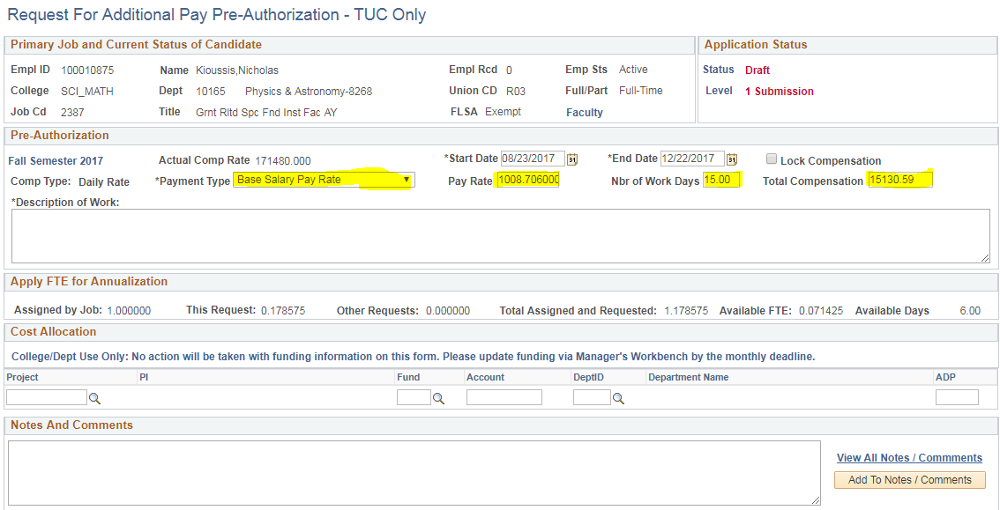 Request For Additional Pay Pre-Authorization - TUC Only
Primary Job and Current Status of Candidate
Application Status
Empl ID 100010875 Name Kioussis,Nicholas Empl Rcd 0 Emp Sts Active
Status Draft
College SCI_MATH Dept 10165 Physics & Astronomy-8268 Union CD R03 Full/Part Full-Time
Level 1 Submission
Job Cd 2387 Title Grnt Rltd Spc Fnd Inst Fac AY FLSA Exempt Faculty
Pre-Authorization
Fall Semester 2017 Actual Comp Rate 171480.000 *Start Date 08/23/2017 31 *End Date 12/22/2017 31 Lock Compensation
Comp Type: Daily Rate *Payment Type Base Salary Pay Rate Pay Rate 1008.706000 Nbr of Work Days 15.00 Total Compensation 15130.59
*Description of Work:
Apply FTE for Annualization
Assigned by Job: 1.000000 This Request: 0.178575 Other Requests: 0.000000 Total Assigned and Requested: 1.178575 Available FTE: 0.071425 Available Days 6.00
Cost Allocation
College/Dept Use Only: No action will be taken with funding information on this form. Please update funding via Manager's Workbench by the monthly deadline.
Project PI Fund Account DeptID Department Name ADP
Notes And Comments
View All Notes / Commments
Add To Notes / Comments